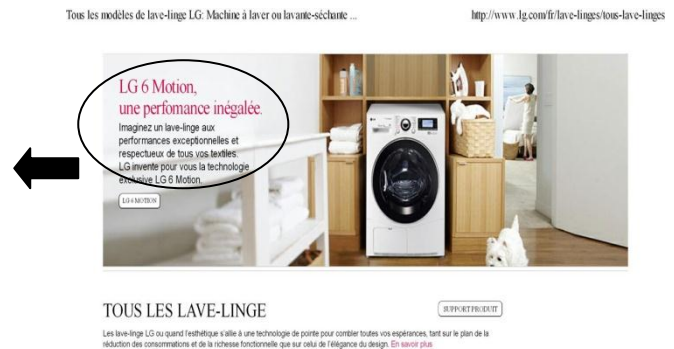 Tous les modèles de lave-linge LG: Machine à laver ou lavante-séchante ...
http://www.lg.com/fr/lave-linges/tous-lave-linges
LG 6 Motion,
une perfomance inégalée.
Imaginez un lave-linge aux
performances exceptionnelles et
respectueux de tous vos textiles.
LG invente pour vous la technologie
exclusive LG 6 Motion.
LG 6 MOTION
TOUS LES LAVE-LINGE
SUPPORT PRODUIT
Les lave-linge LG ou quand l'esthétique s'allie à une technologie de pointe pour combler toutes vos espérances, tant sur le plan de la
réduction des consommations et de la richesse fonctionnelle que sur celui de l'élégance du design. En savoir plus